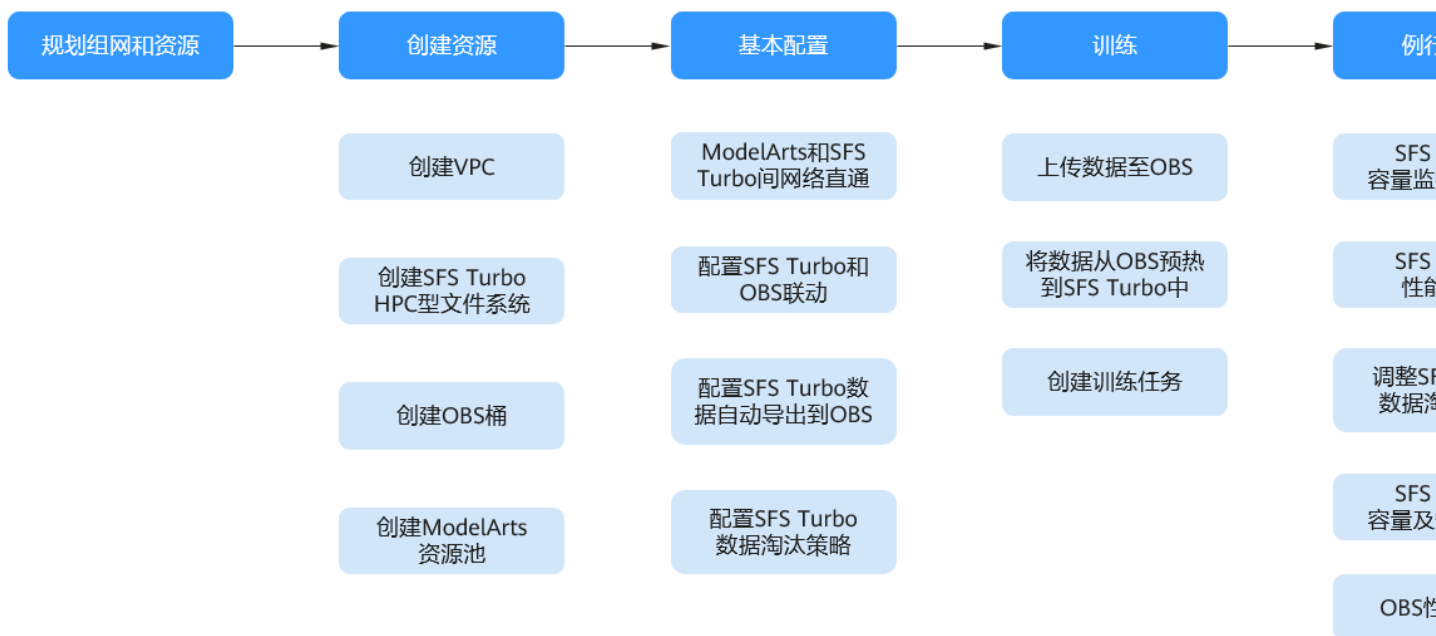 规划组网和资源
创建资源
基本配置
训练
例行
创建VPC
创建SFS Turbo
HPC型文件系统
创建OBS桶
创建ModelArts
资源池
ModelArts和SFS
Turbo间网络直通
配置SFS Turbo和
OBS联动
配置SFS Turbo数
据自动导出到OBS
配置SFS Turbo
数据淘汰策略
上传数据至OBS
将数据从OBS预热
到SFS Turbo中
创建训练任务
SFS
容量监
SFS
性能
调整SF
数据淘
SFS
容量及
OBS性